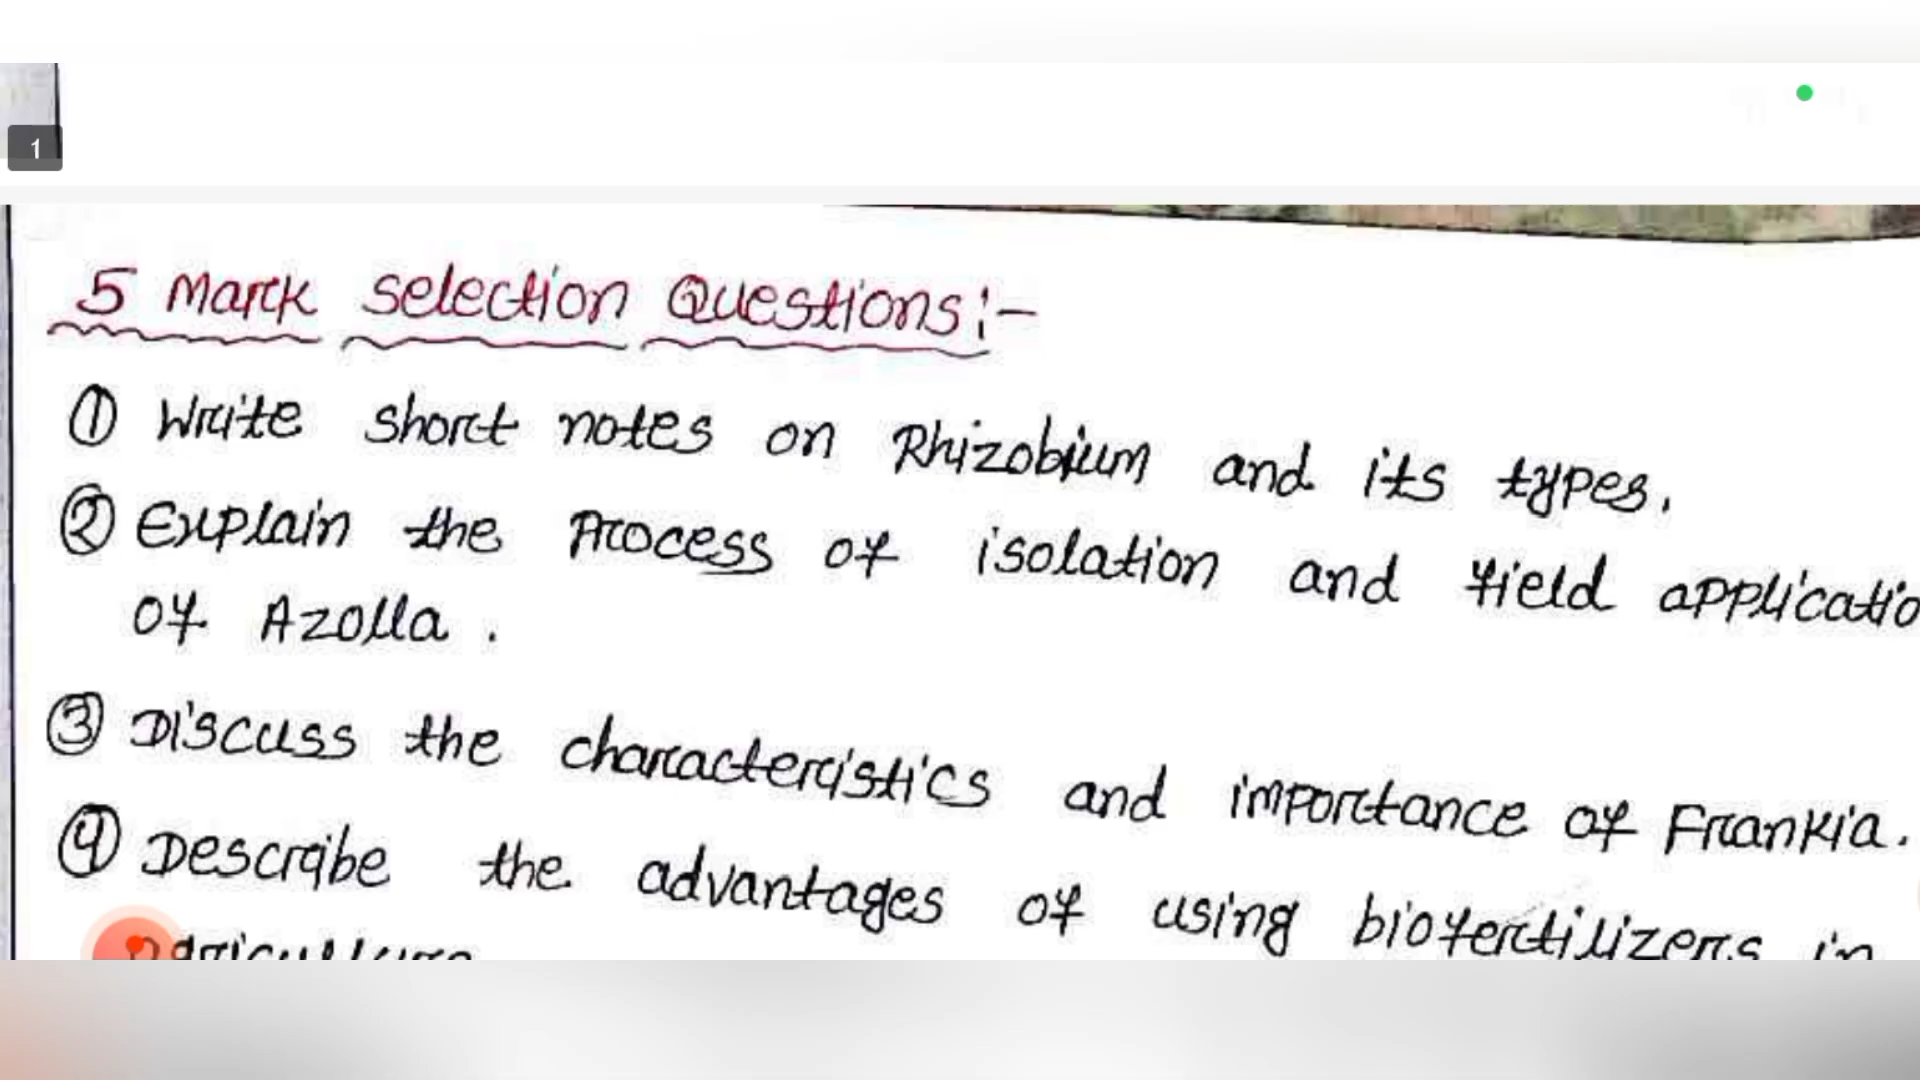 1
5 Mark selection Questions:-
① Write short notes on Rhizobium and its types.
② Explain the Process of isolation and field applicatio
of Azolla.
③ Discuss the characteristics and importance of Frankia.
④ Describe the advantages of using biofertilizers in
agriculture